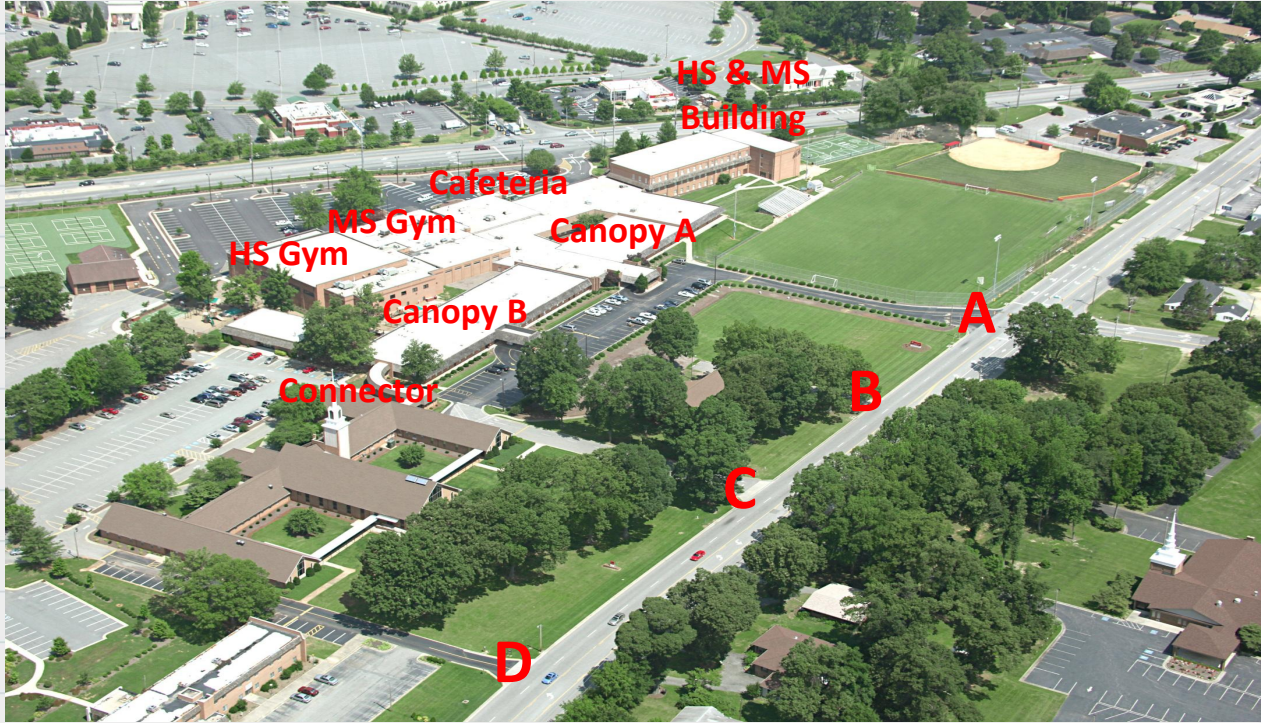 HS & MS
Building
Cafeteria
MS Gym
Canopy A
HS Gym
Canopy B
A
B
Connector
C
D